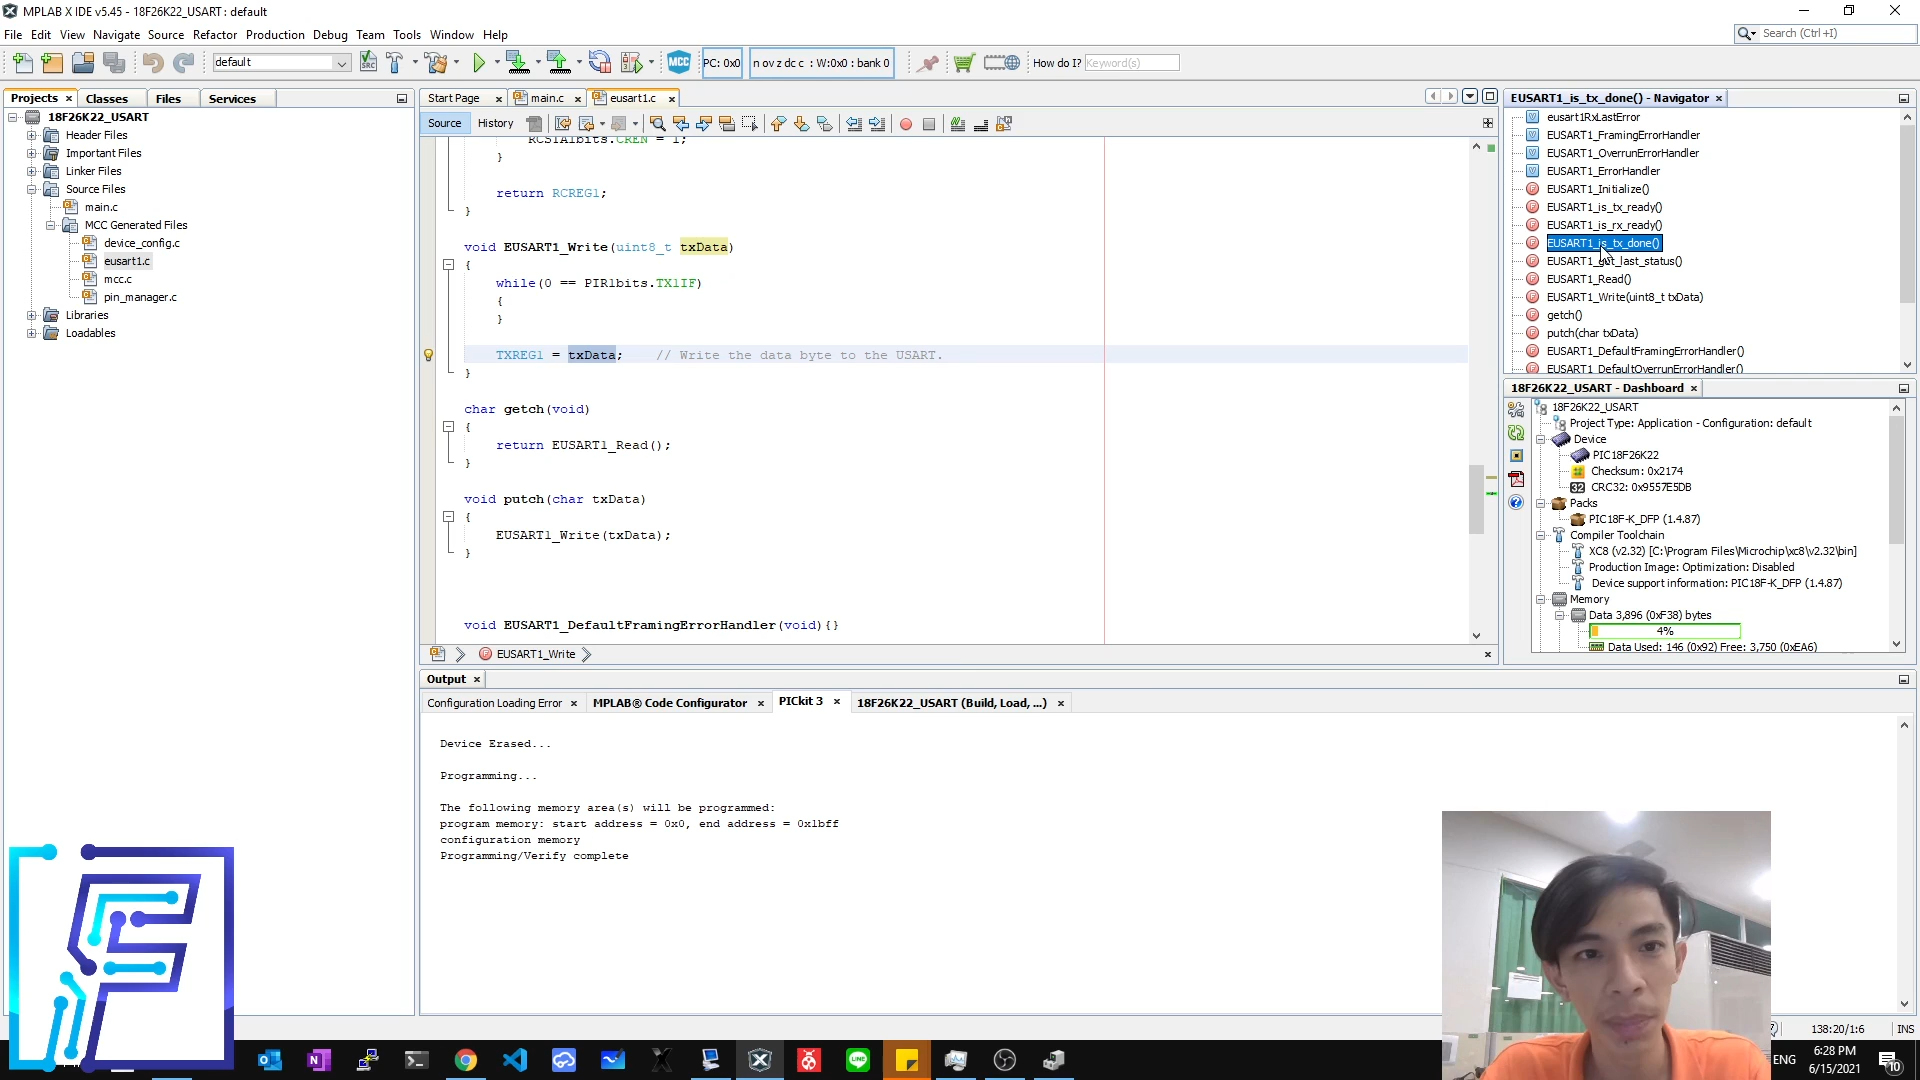 MPLAB X IDE v5.45 - 18F26K22_USART : default
File Edit View Navigate Source Refactor Production Debug Team Tools Window Help
Search (Ctrl+I)
default
MCC
PC: 0x0
n ov z dc c : W:0x0 : bank 0
How do I? Keyword(s)
Projects Classes Files Services
18F26K22_USART
Header Files
Important Files
Linker Files
Source Files
main.c
MCC Generated Files
device_config.c
eusart1.c
mcc.c
pin_manager.c
Libraries
Loadables
Start Page main.c eusart1.c
Source History
RCSTA1bits.CREN = 1;
}
return RCREG1;
}
void EUSART1_Write(uint8_t txData)
{
while(0 == PIR1bits.TX1IF)
{
}
TXREG1 = txData; // Write the data byte to the USART.
}
char getch(void)
{
return EUSART1_Read();
}
void putch(char txData)
{
EUSART1_Write(txData);
}
void EUSART1_DefaultFramingErrorHandler(void){}
EUSART1_Write
EUSART1_is_tx_done() - Navigator
eusart1RxLastError
EUSART1_FramingErrorHandler
EUSART1_OverrunErrorHandler
EUSART1_ErrorHandler
EUSART1_Initialize()
EUSART1_is_tx_ready()
EUSART1_is_rx_ready()
EUSART1_is_tx_done()
EUSART1_get_last_status()
EUSART1_Read()
EUSART1_Write(uint8_t txData)
getch()
putch(char txData)
EUSART1_DefaultFramingErrorHandler()
EUSART1_DefaultOverrunErrorHandler()
18F26K22_USART - Dashboard
18F26K22_USART
Project Type: Application - Configuration: default
Device
PIC18F26K22
Checksum: 0x2174
CRC32: 0x9557E5DB
Packs
PIC18F-K_DFP (1.4.87)
Compiler Toolchain
XC8 (v2.32) [C:\Program Files\Microchip\xc8\v2.32\bin]
Production Image: Optimization: Disabled
Device support information: PIC18F-K_DFP (1.4.87)
Memory
Data 3,896 (0xF38) bytes
4%
Data Used: 146 (0x92) Free: 3,750 (0xEA6)
Output
Configuration Loading Error MPLAB® Code Configurator PICkit 3 18F26K22_USART (Build, Load, ...)
Device Erased...
Programming...
The following memory area(s) will be programmed:
program memory: start address = 0x0, end address = 0x1bff
configuration memory
Programming/Verify complete
138:20/1:6 INS
LINE
ENG
6:28 PM
6/15/2021
10